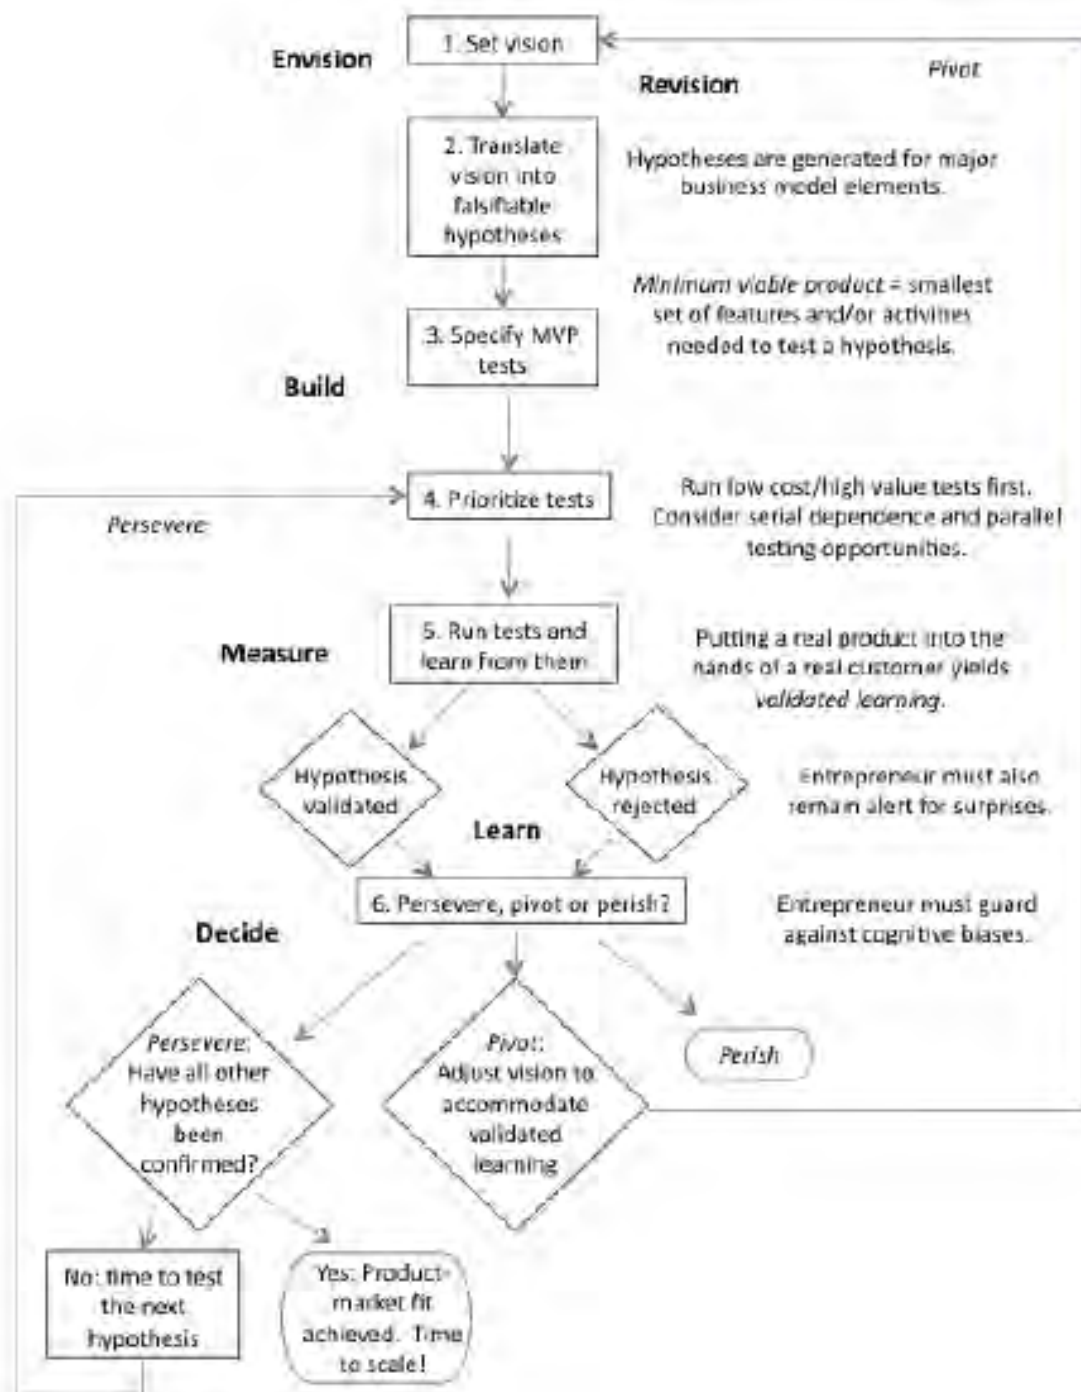 1. Set vision
Envision
Pivot
Revision
2. Translate
vision into
falsifiable
hypotheses
Hypotheses are generated for major
business model elements.
Minimum viable product = smallest
set of features and/or activities
needed to test a hypothesis.
3. Specify MVP
tests
Build
4. Prioritize tests
Run low cost/high value tests first.
Consider serial dependence and parallel
testing opportunities.
Persevere
5. Run tests and
learn from them
Measure
Putting a real product into the
hands of a real customer yields
validated learning.
Hypothesis
validated
Hypothesis
rejected
Entrepreneur must also
remain alert for surprises.
Learn
6. Persevere, pivot or perish?
Entrepreneur must guard
against cognitive biases.
Decide
Persevere:
Have all other
hypotheses
been
confirmed?
Pivot:
Adjust vision to
accommodate
validated
learning
Perish
No: time to test
the next
hypothesis
Yes: Product-
market fit
achieved. Time
to scale!